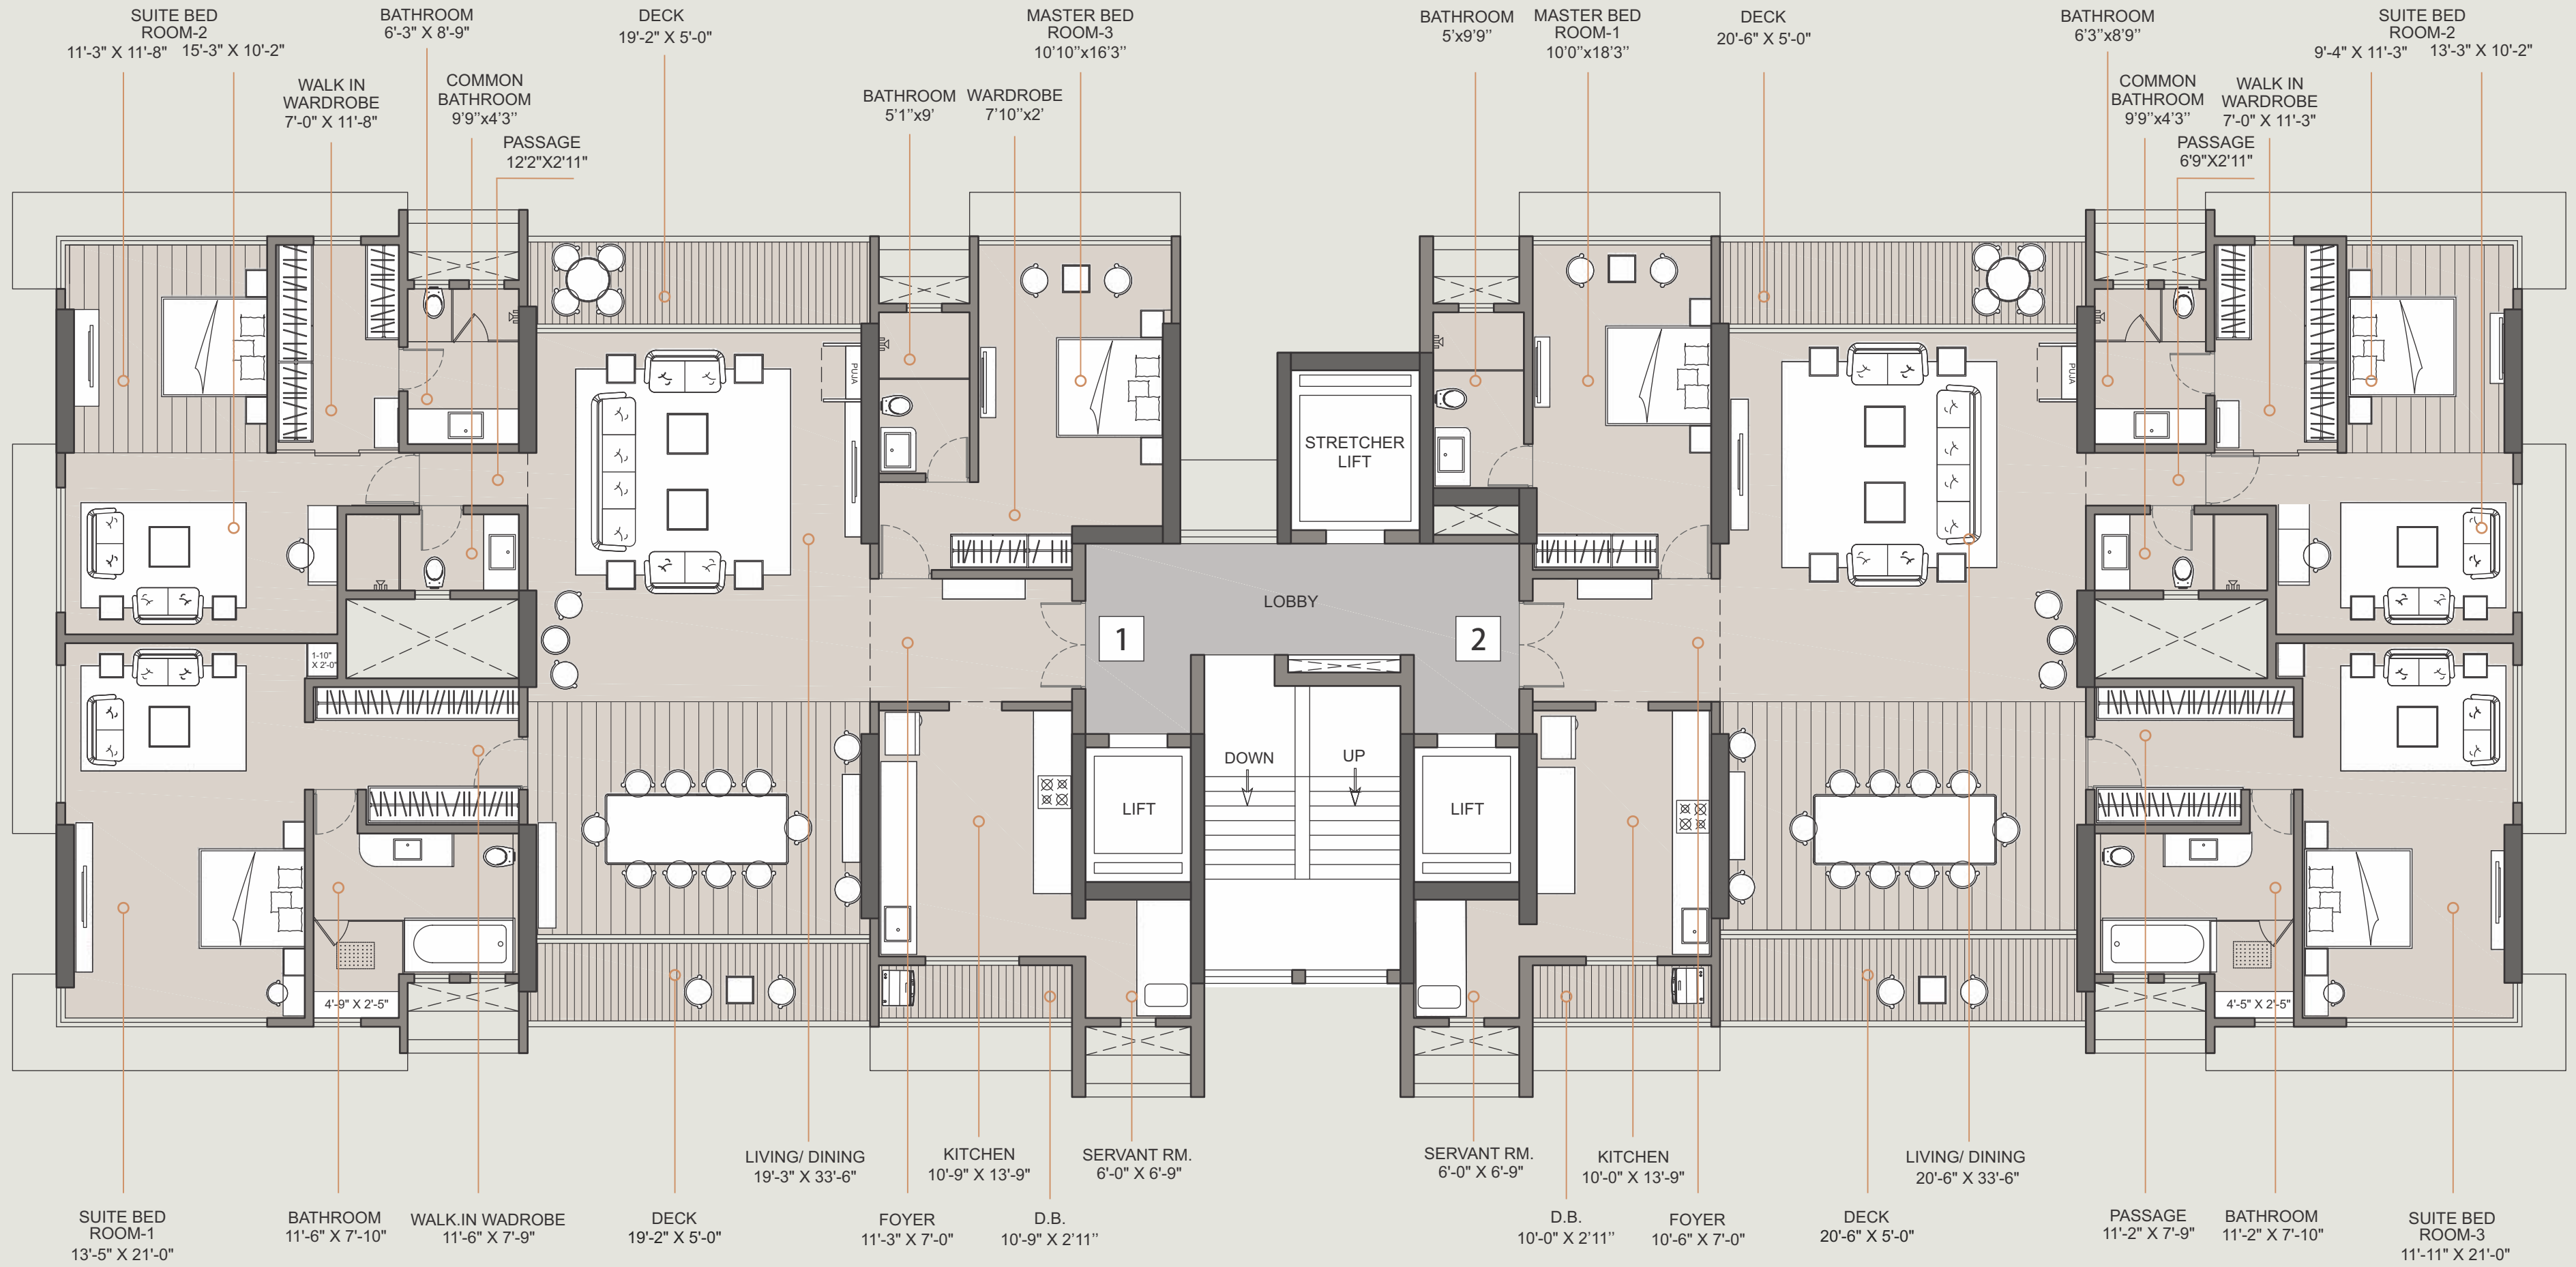 SUITE BED
ROOM-2
11'-3" X 11'-8" 15'-3" X 10'-2"
BATHROOM
6'-3" X 8'-9"
DECK
19'-2" X 5'-0"
MASTER BED
ROOM-3
10'10''x16'3''
BATHROOM
5'x9'9''
MASTER BED
ROOM-1
10'0''x18'3''
DECK
20'-6" X 5'-0"
BATHROOM
6'3''x8'9''
SUITE BED
ROOM-2
9'-4" X 11'-3" 13'-3" X 10'-2"
WALK IN
WARDROBE
7'-0" X 11'-8"
COMMON
BATHROOM
9'9''x4'3''
PASSAGE
12'2"X2'11"
BATHROOM
5'1''x9'
WARDROBE
7'10''x2'
COMMON
BATHROOM
9'9''x4'3''
WALK IN
WARDROBE
7'-0" X 11'-3"
PASSAGE
6'9"X2'11"
PUJA
PUJA
STRETCHER
LIFT
LOBBY
1
2
1-10"
X 2'-0"
DOWN
UP
LIFT
LIFT
4'-9" X 2'-5"
4'-5" X 2'-5"
LIVING/ DINING
19'-3" X 33'-6"
KITCHEN
10'-9" X 13'-9"
SERVANT RM.
6'-0" X 6'-9"
SERVANT RM.
6'-0" X 6'-9"
KITCHEN
10'-0" X 13'-9"
LIVING/ DINING
20'-6" X 33'-6"
SUITE BED
ROOM-1
13'-5" X 21'-0"
BATHROOM
11'-6" X 7'-10"
WALK.IN WADROBE
11'-6" X 7'-9"
DECK
19'-2" X 5'-0"
FOYER
11'-3" X 7'-0"
D.B.
10'-9" X 2'11''
D.B.
10'-0" X 2'11''
FOYER
10'-6" X 7'-0"
DECK
20'-6" X 5'-0"
PASSAGE
11'-2" X 7'-9"
BATHROOM
11'-2" X 7'-10"
SUITE BED
ROOM-3
11'-11" X 21'-0"